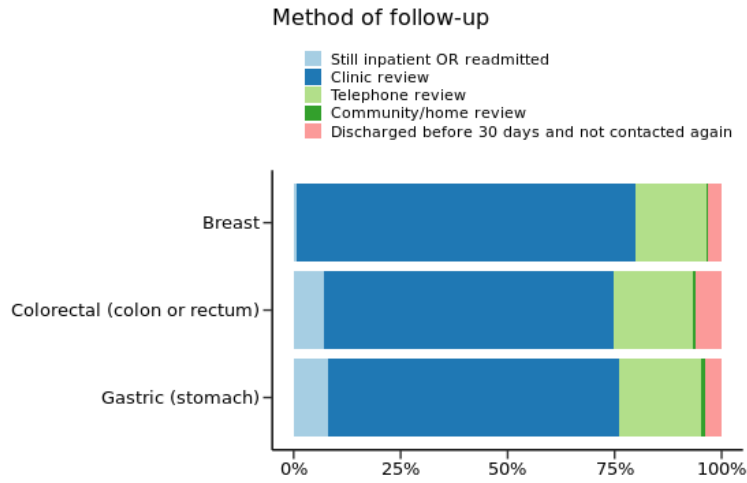 Method of follow-up
Still inpatient OR readmitted
Clinic review
Telephone review
Community/home review
Discharged before 30 days and not contacted again
Breast
Colorectal (colon or rectum)
Gastric (stomach)
0% 25% 50% 75% 100%